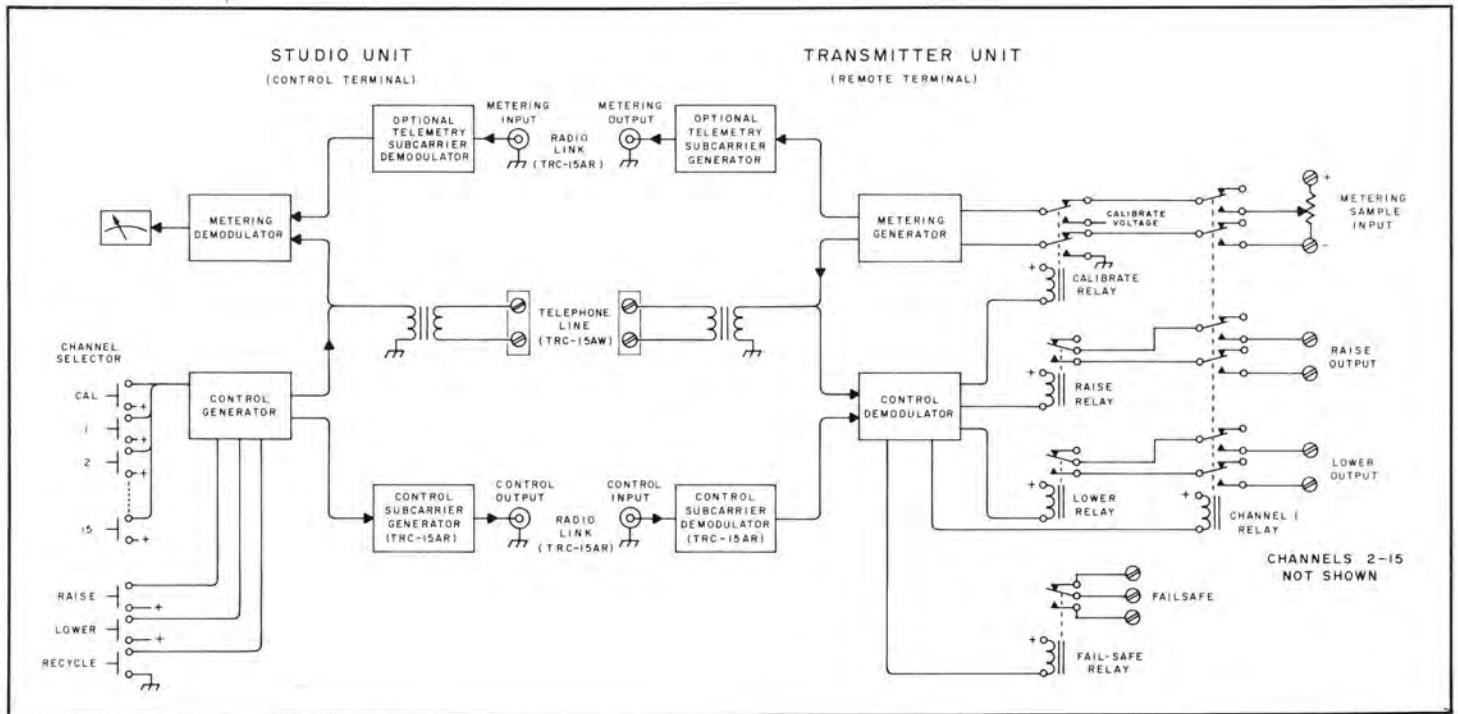 STUDIO UNIT
(CONTROL TERMINAL)
TRANSMITTER UNIT
(REMOTE TERMINAL)
OPTIONAL
TELEMETRY
SUBCARRIER
DEMODULATOR
METERING
INPUT
RADIO
LINK
(TRC-15AR)
METERING
OUTPUT
OPTIONAL
TELEMETRY
SUBCARRIER
GENERATOR
METERING
DEMODULATOR
METERING
GENERATOR
CALIBRATE
VOLTAGE
+
METERING
SAMPLE
INPUT
-
+
CALIBRATE
RELAY
TELEPHONE
LINE
(TRC-15AW)
CHANNEL
SELECTOR
CAL
+
1
+
2
+
15
+
CONTROL
GENERATOR
CONTROL
DEMODULATOR
+
RAISE
RELAY
RAISE
OUTPUT
+
LOWER
RELAY
LOWER
OUTPUT
+
CHANNEL 1
RELAY
CONTROL
SUBCARRIER
GENERATOR
(TRC-15AR)
CONTROL
OUTPUT
RADIO
LINK
(TRC-15AR)
CONTROL
INPUT
CONTROL
SUBCARRIER
DEMODULATOR
(TRC-15AR)
CHANNELS 2-15
NOT SHOWN
RAISE
+
LOWER
+
RECYCLE
FAILSAFE
+
FAIL-SAFE
RELAY